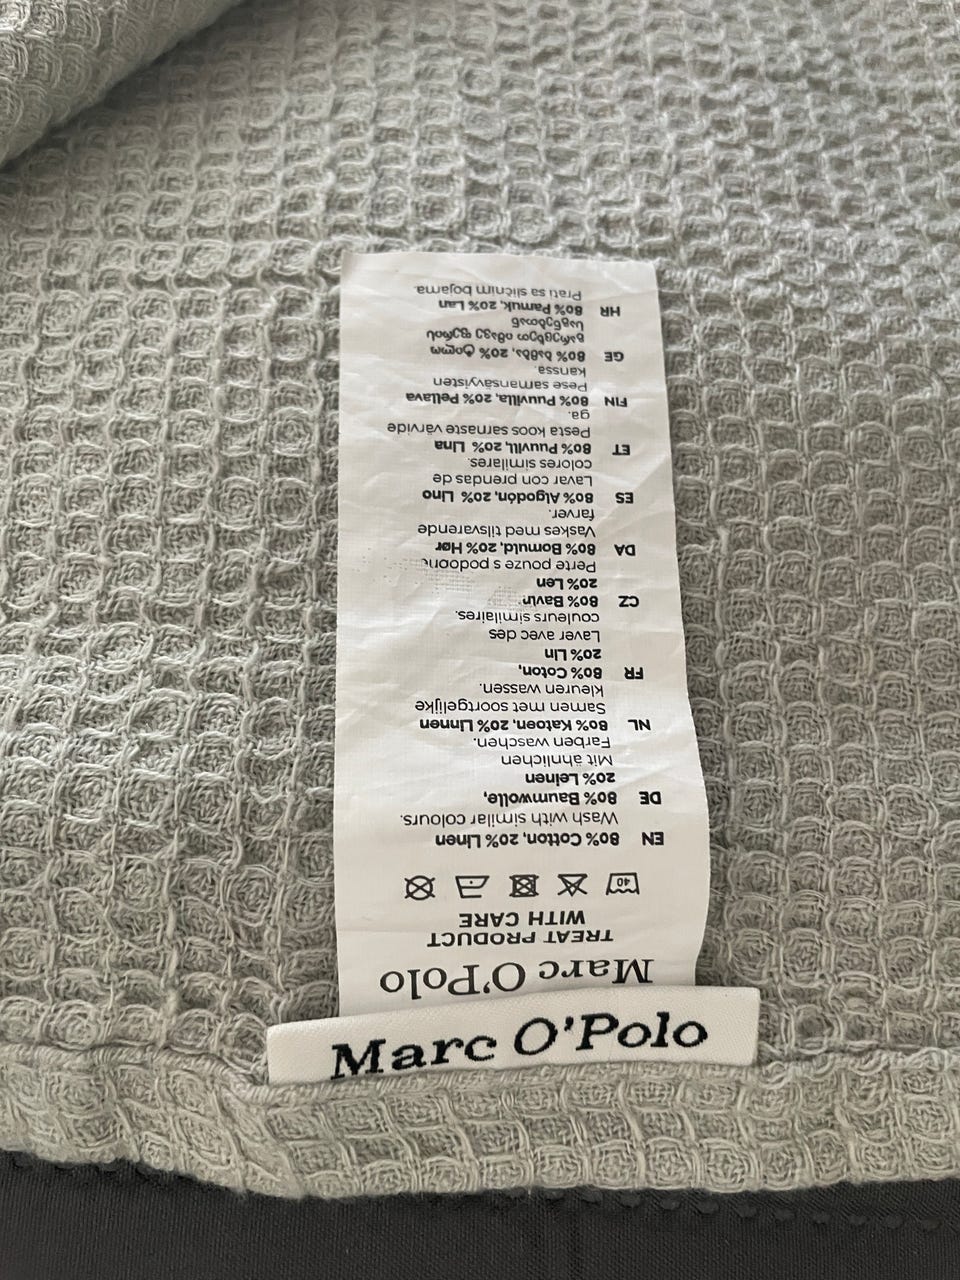 Marc O'Polo
Marc O'Polo
TREAT PRODUCT
WITH CARE
40
EN 80% Cotton, 20% Linen
Wash with similar colours.
DE 80% Baumwolle,
20% Leinen
Mit ähnlichen
Farben waschen.
NL 80% Katoen, 20% Linnen
Samen met soortgelijke
kleuren wassen.
FR 80% Coton,
20% Lin
Laver avec des
couleurs similaires.
CZ 80%
20% Len
Perte pouze s
DA 80% Bomuld, 20% Hør
Vaskes med tilsvarende
farver.
ES 80% Algodón, 20% Lino
Lavar con prendas de
colores similares.
ET 80% Puuvill, 20% Lina
Pesta koos sarnaste värvide
ga.
FIN 80% Puuvilla, 20% Pellava
Pese samansävyisten
kanssa.
GE 80% ბამბა, 20%
HR 80% Pamuk, 20% Lan
Prati sa sličnim bojama.